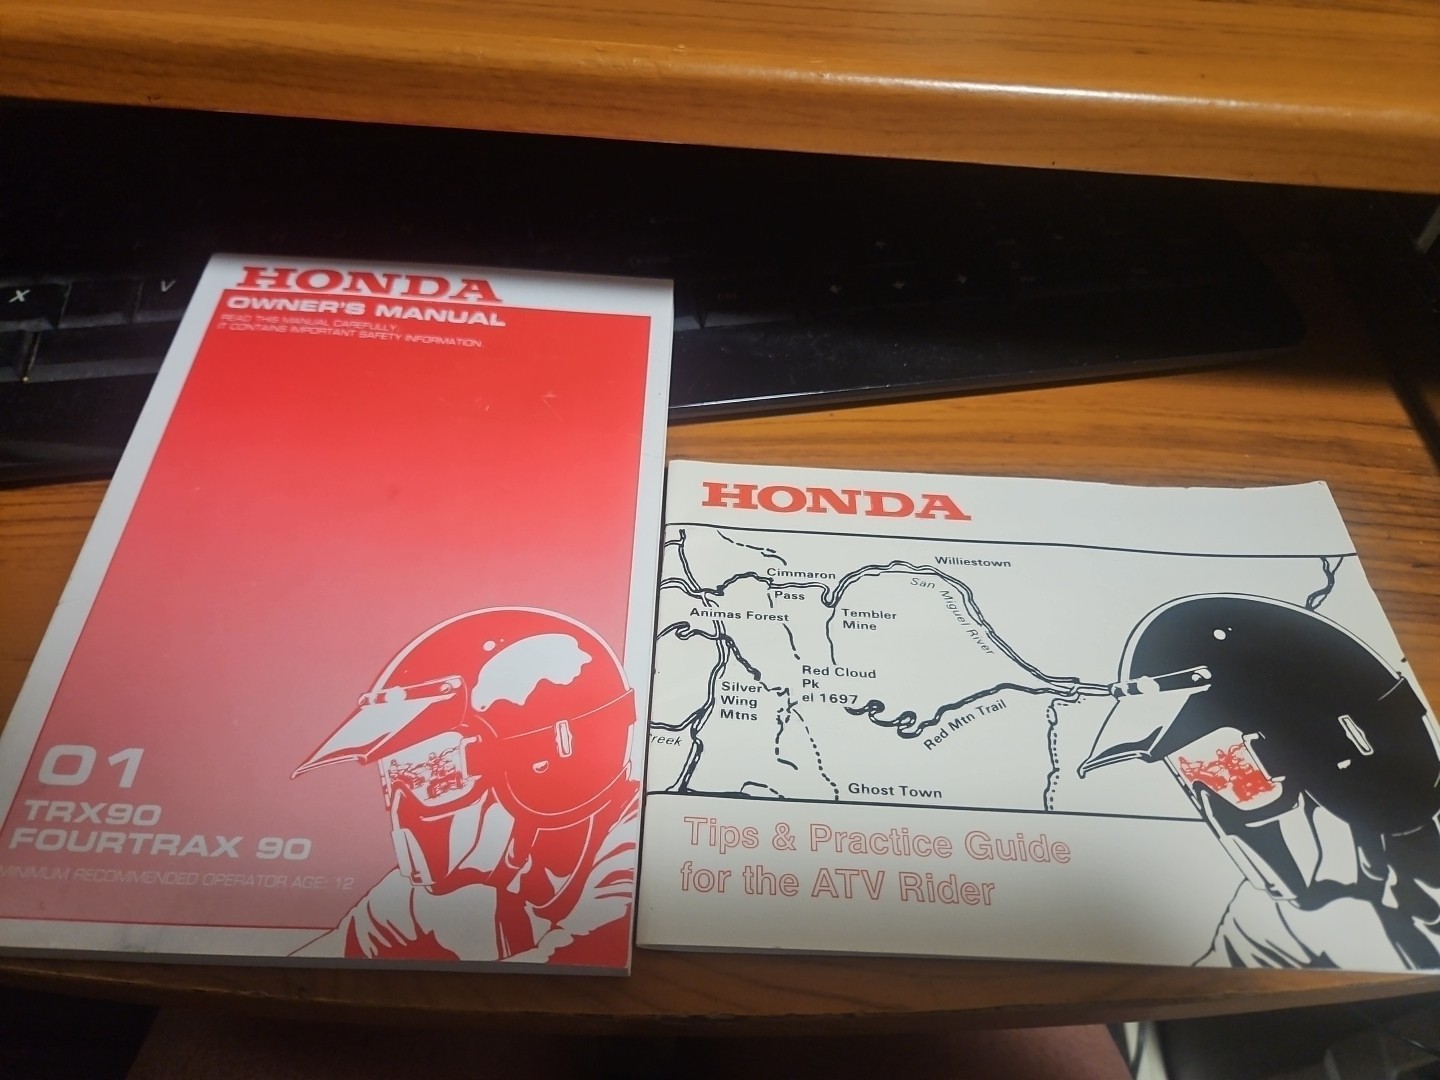 X
V
HONDA
OWNER'S MANUAL
READ THIS MANUAL CAREFULLY.
IT CONTAINS IMPORTANT SAFETY INFORMATION.
01
TRX90
FOURTRAX 90
MINIMUM RECOMMENDED OPERATOR AGE: 12
HONDA
Williestown
Cimmaron
Pass
San Miguel River
Animas Forest
Tembler
Mine
Red Cloud
Pk
el 1697
Silver
Wing
Mtns
Red Mtn Trail
reek
Ghost Town
Tips & Practice Guide
for the ATV Rider